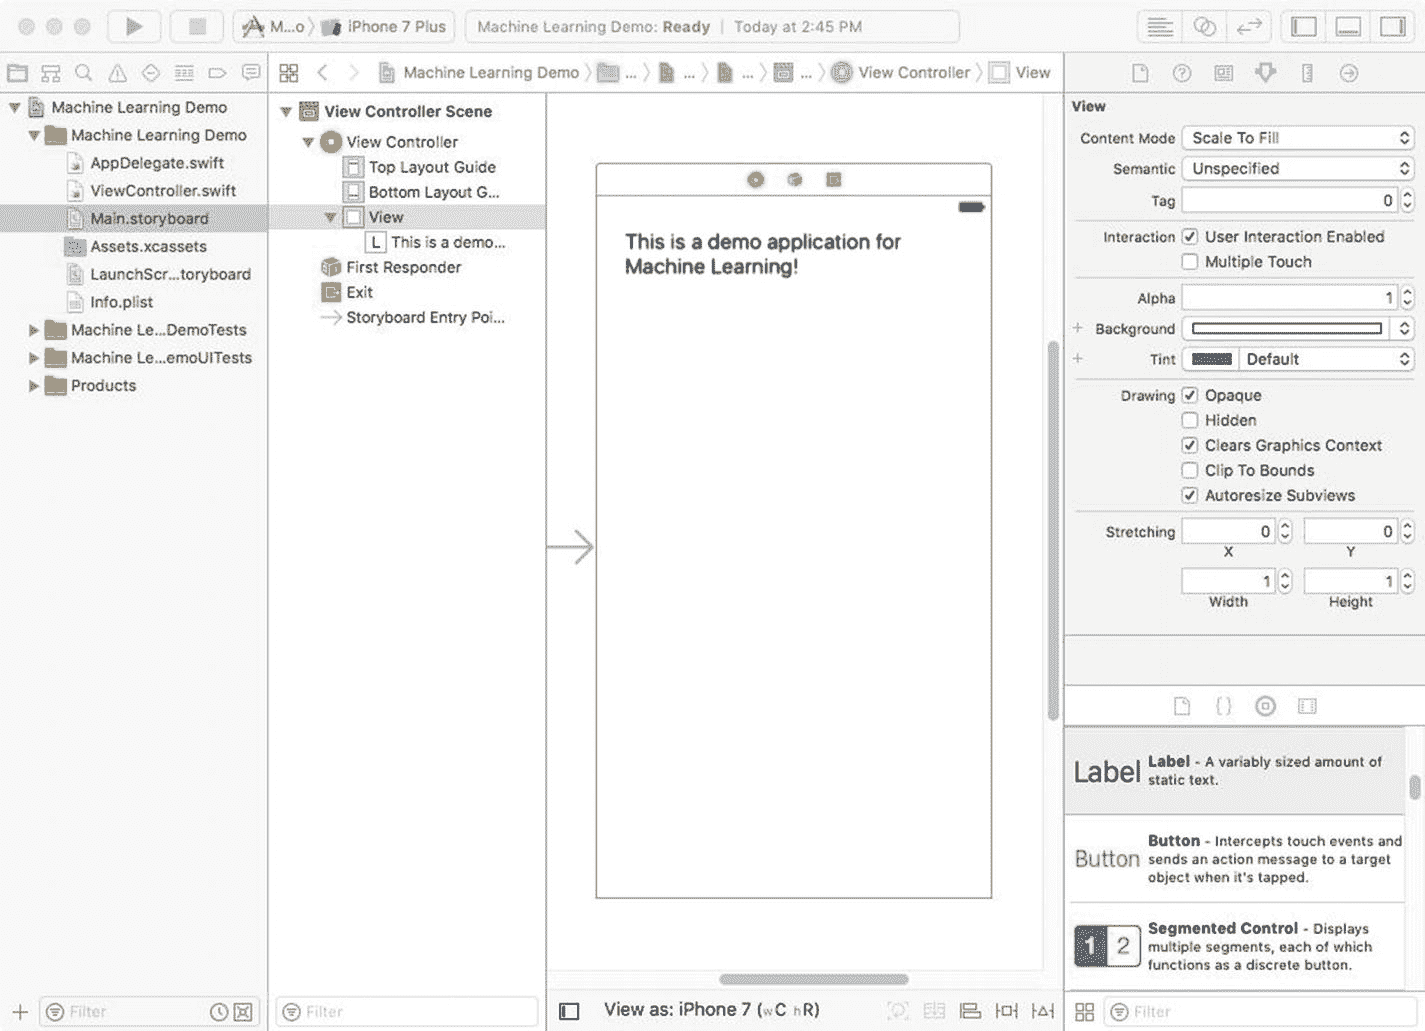 M...o iPhone 7 Plus
Machine Learning Demo: Ready | Today at 2:45 PM
Machine Learning Demo ... ... ... ... View Controller View
Machine Learning Demo
Machine Learning Demo
AppDelegate.swift
ViewController.swift
Main.storyboard
Assets.xcassets
LaunchScr...toryboard
Info.plist
Machine Le...DemoTests
Machine Le...emoUITests
Products
Filter
View Controller Scene
View Controller
Top Layout Guide
Bottom Layout G...
View
L This is a demo...
First Responder
Exit
Storyboard Entry Poi...
Filter
This is a demo application for
Machine Learning!
View as: iPhone 7 (wC hR)
View
Content Mode Scale To Fill
Semantic Unspecified
Tag 0
Interaction User Interaction Enabled
Multiple Touch
Alpha 1
Background
Tint Default
Drawing Opaque
Hidden
Clears Graphics Context
Clip To Bounds
Autoresize Subviews
Stretching 0 0
X Y
1 1
Width Height
{}
Label Label - A variably sized amount of
static text.
Button Button - Intercepts touch events and
sends an action message to a target
object when it's tapped.
1 2 Segmented Control - Displays
multiple segments, each of which
functions as a discrete button.
Filter